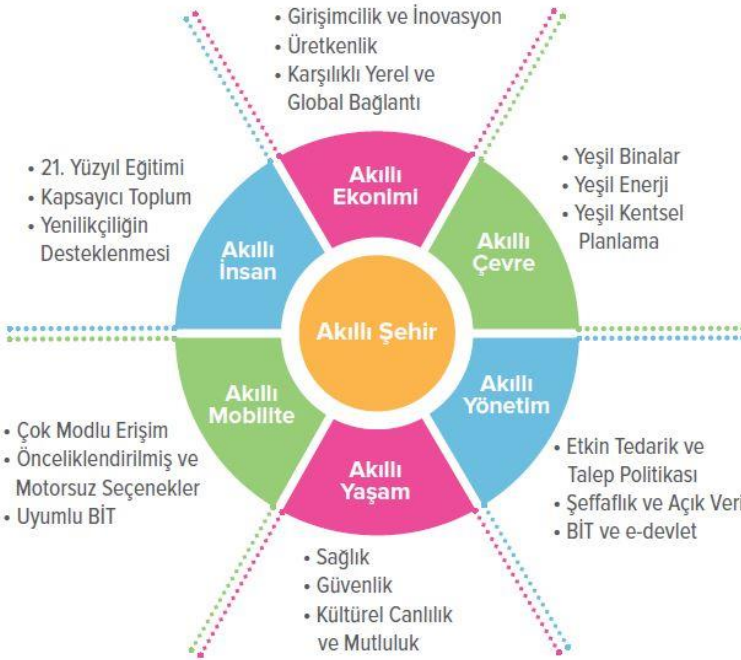 • Girişimcilik ve İnovasyon
• Üretkenlik
• Karşılıklı Yerel ve
Global Bağlantı
Akıllı
Ekonimi
• Yeşil Binalar
• Yeşil Enerji
• Yeşil Kentsel
Planlama
Akıllı
Çevre
Akıllı
Yönetim
• Etkin Tedarik ve
Talep Politikası
• Şeffaflık ve Açık Veri
• BİT ve e-devlet
Akıllı
Yaşam
• Sağlık
• Güvenlik
• Kültürel Canlılık
ve Mutluluk
Akıllı
Mobilite
• Çok Modlu Erişim
• Önceliklendirilmiş ve
Motorsuz Seçenekler
• Uyumlu BİT
Akıllı
İnsan
• 21. Yüzyıl Eğitimi
• Kapsayıcı Toplum
• Yenilikçiliğin
Desteklenmesi
Akıllı Şehir